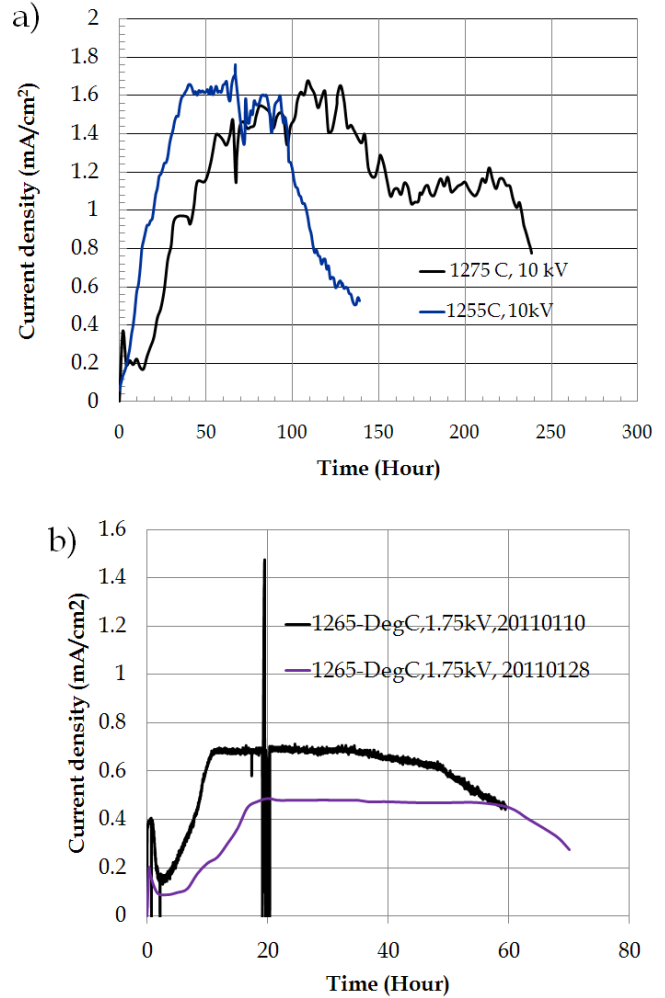 a)
2
1.8
1.6
1.4
1.2
1
0.8
0.6
0.4
0.2
0
Current density (mA/cm²)
1275 C, 10 kV
1255C, 10kV
0 50 100 150 200 250 300
Time (Hour)
b)
1.6
1.4
1.2
1
0.8
0.6
0.4
0.2
0
Current density (mA/cm2)
1265-DegC,1.75kV,20110110
1265-DegC,1.75kV, 20110128
0 20 40 60 80
Time (Hour)